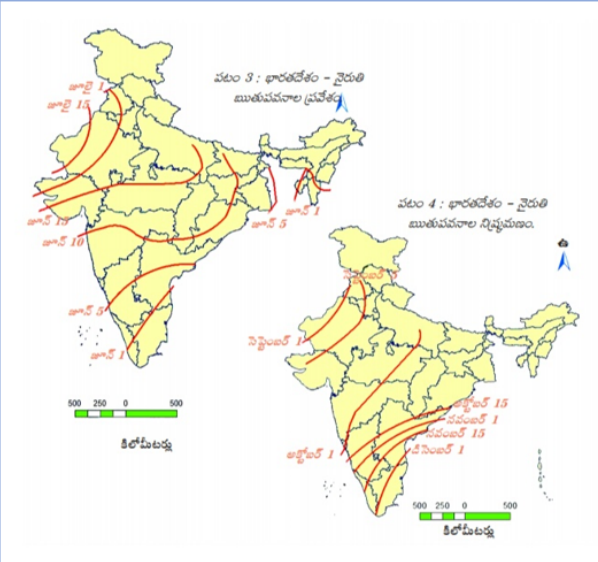 పటం 3 : భారతదేశం - నైరుతి
ఋతుపవనాల ప్రవేశం
జూలై 1
జూలై 15
జూన్ 15
జూన్ 10
జూన్ 5
జూన్ 1
జూన్ 5
జూన్ 1
500 250 0 500
కిలోమీటర్లు
పటం 4 : భారతదేశం - నైరుతి
ఋతుపవనాల నిష్క్రమణం.
ఉ
సెప్టెంబర్
సెప్టెంబర్ 1
అక్టోబర్ 1
అక్టోబర్ 15
నవంబర్ 1
నవంబర్ 15
డిసెంబర్ 1
500 250 0 500
కిలోమీటర్లు